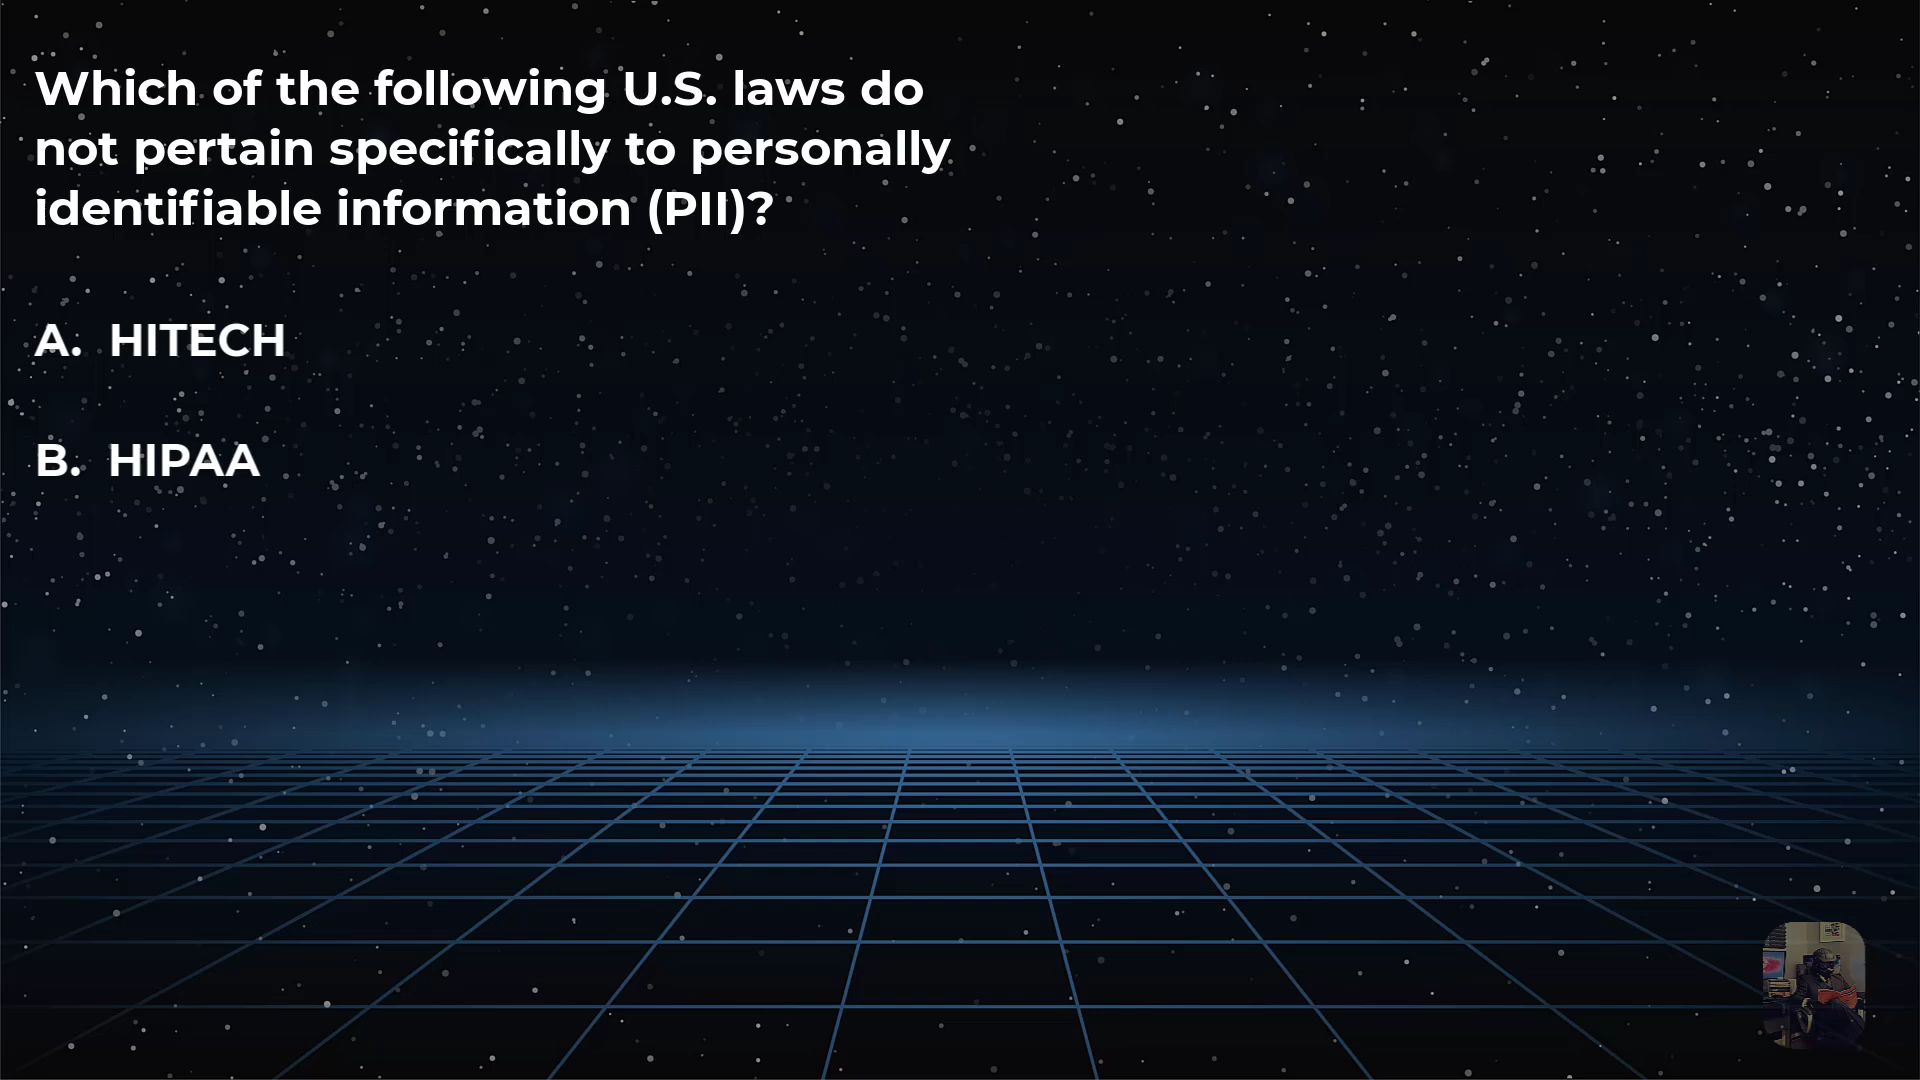 Which of the following U.S. laws do
not pertain specifically to personally
identifiable information (PII)?
A. HITECH
B. HIPAA